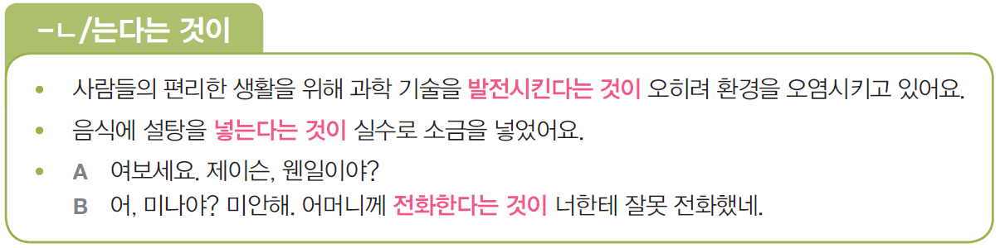 -ㄴ/는다는 것이
• 사람들의 편리한 생활을 위해 과학 기술을 발전시킨다는 것이 오히려 환경을 오염시키고 있어요.
• 음식에 설탕을 넣는다는 것이 실수로 소금을 넣었어요.
• A 여보세요. 제이슨, 웬일이야?
B 어, 미나야? 미안해. 어머니께 전화한다는 것이 너한테 잘못 전화했네.